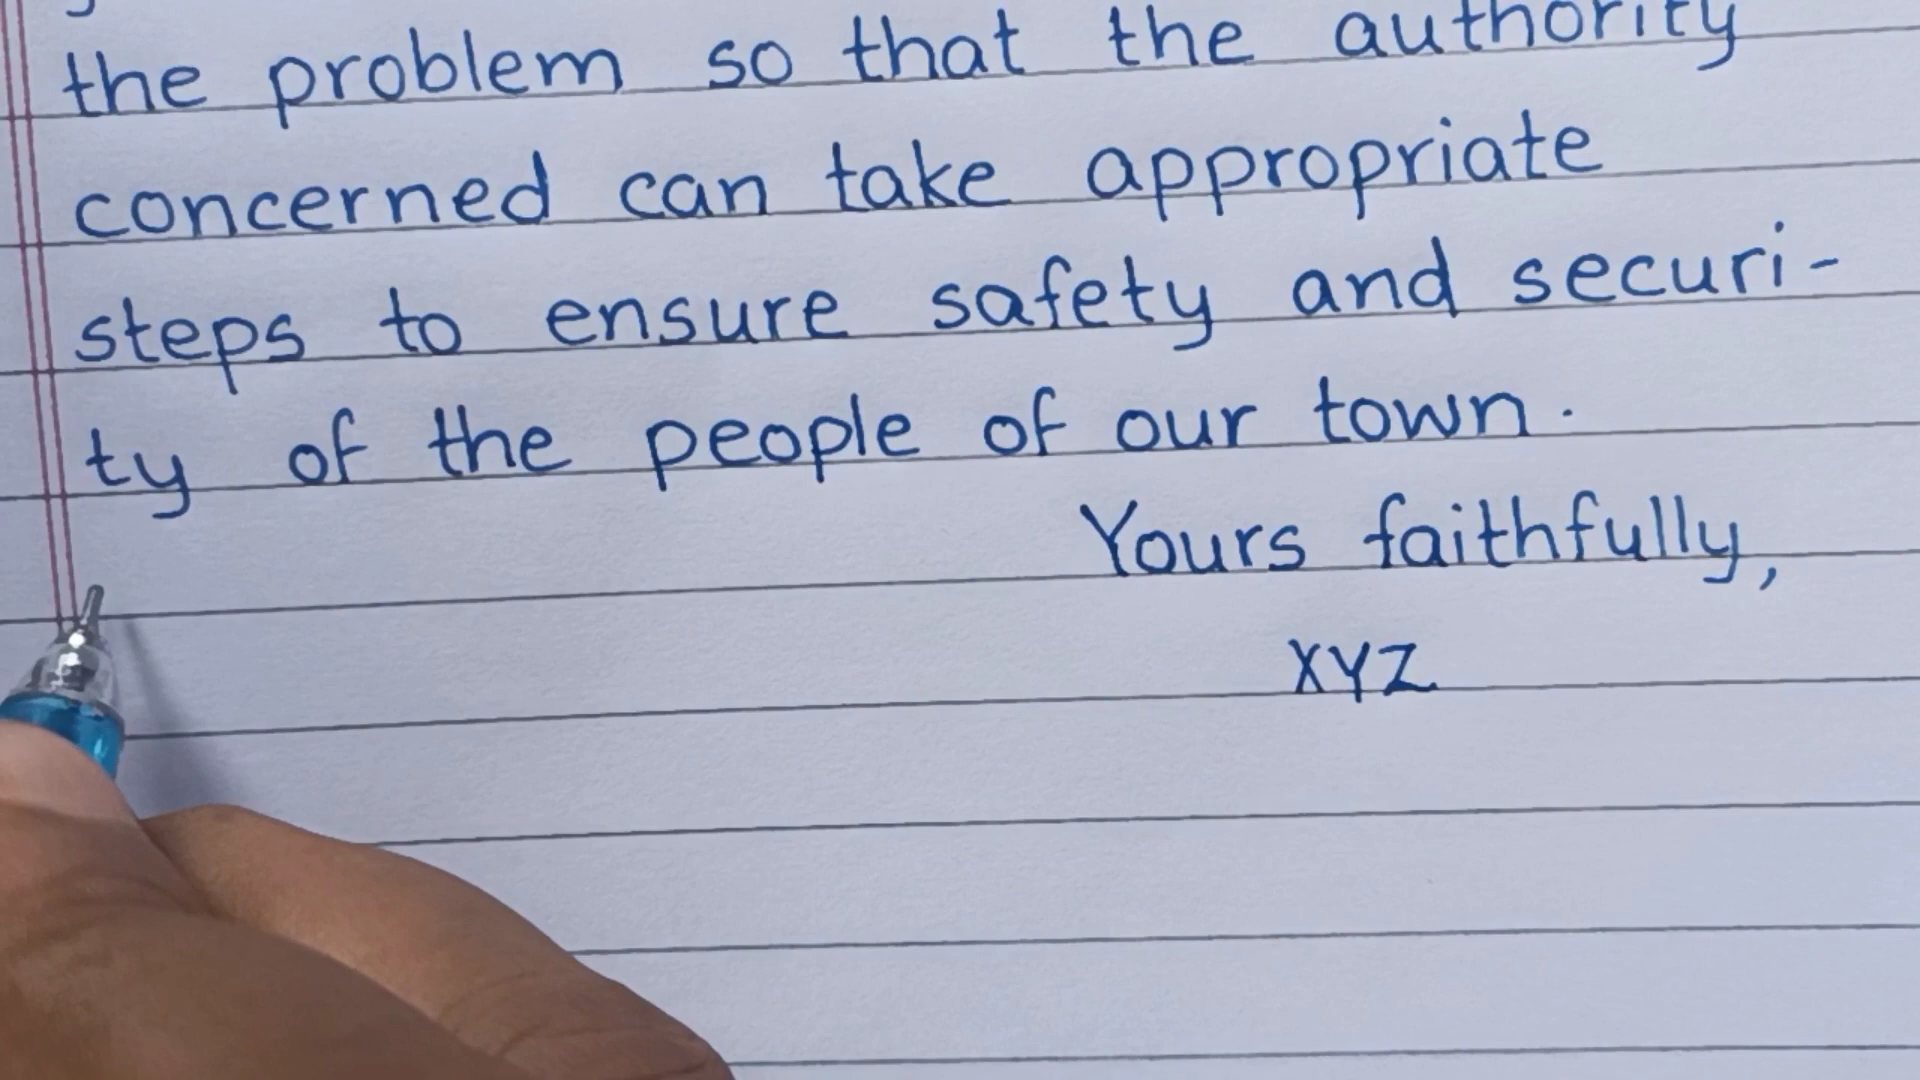 the problem so that the authority
concerned can take appropriate
steps to ensure safety and securi-
ty of the people of our town.
Yours faithfully,
XYZ